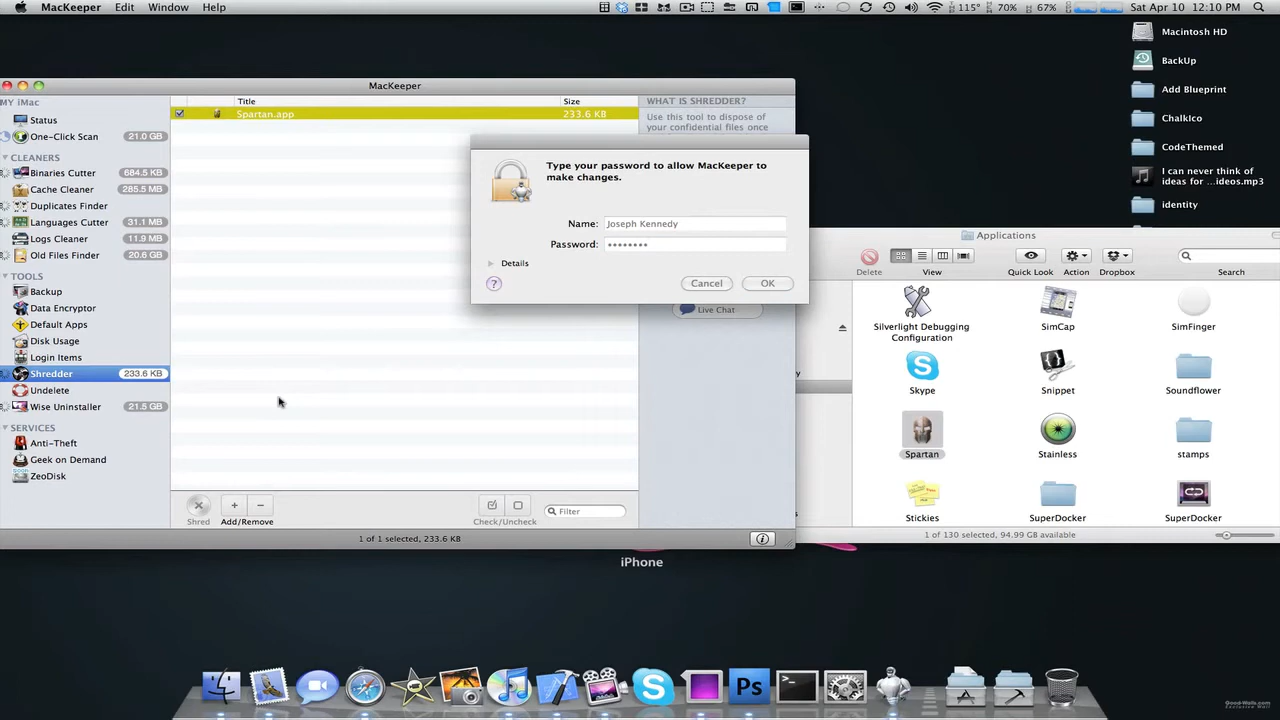 MacKeeper Edit Window Help
115° 70% 67% Sat Apr 10 12:10 PM
Macintosh HD
BackUp
Add Blueprint
ChalkIco
CodeThemed
I can never think of
ideas for ...ideos.mp3
identity
MacKeeper
MY iMac
Status
One-Click Scan 21.0 GB
CLEANERS
Binaries Cutter 684.5 KB
Cache Cleaner 285.5 MB
Duplicates Finder
Languages Cutter 31.1 MB
Logs Cleaner 11.9 MB
Old Files Finder 20.6 GB
TOOLS
Backup
Data Encryptor
Default Apps
Disk Usage
Login Items
Shredder 233.6 KB
Undelete
Wise Uninstaller 21.5 GB
SERVICES
Anti-Theft
Geek on Demand
ZeoDisk
Title Size
Spartan.app 233.6 KB
WHAT IS SHREDDER?
Use this tool to dispose of
your confidential files once
Live Chat
Type your password to allow MacKeeper to
make changes.
Name: Joseph Kennedy
Password: ••••••••
Details
?
Cancel OK
Shred Add/Remove Check/Uncheck Filter
1 of 1 selected, 233.6 KB
Applications
Delete View Quick Look Action Dropbox Search
Silverlight Debugging
Configuration
SimCap
SimFinger
Skype
Snippet
Soundflower
Spartan
Stainless
stamps
Stickies
SuperDocker
SuperDocker
1 of 130 selected, 94.99 GB available
iPhone
Ps
Good-Walls.com